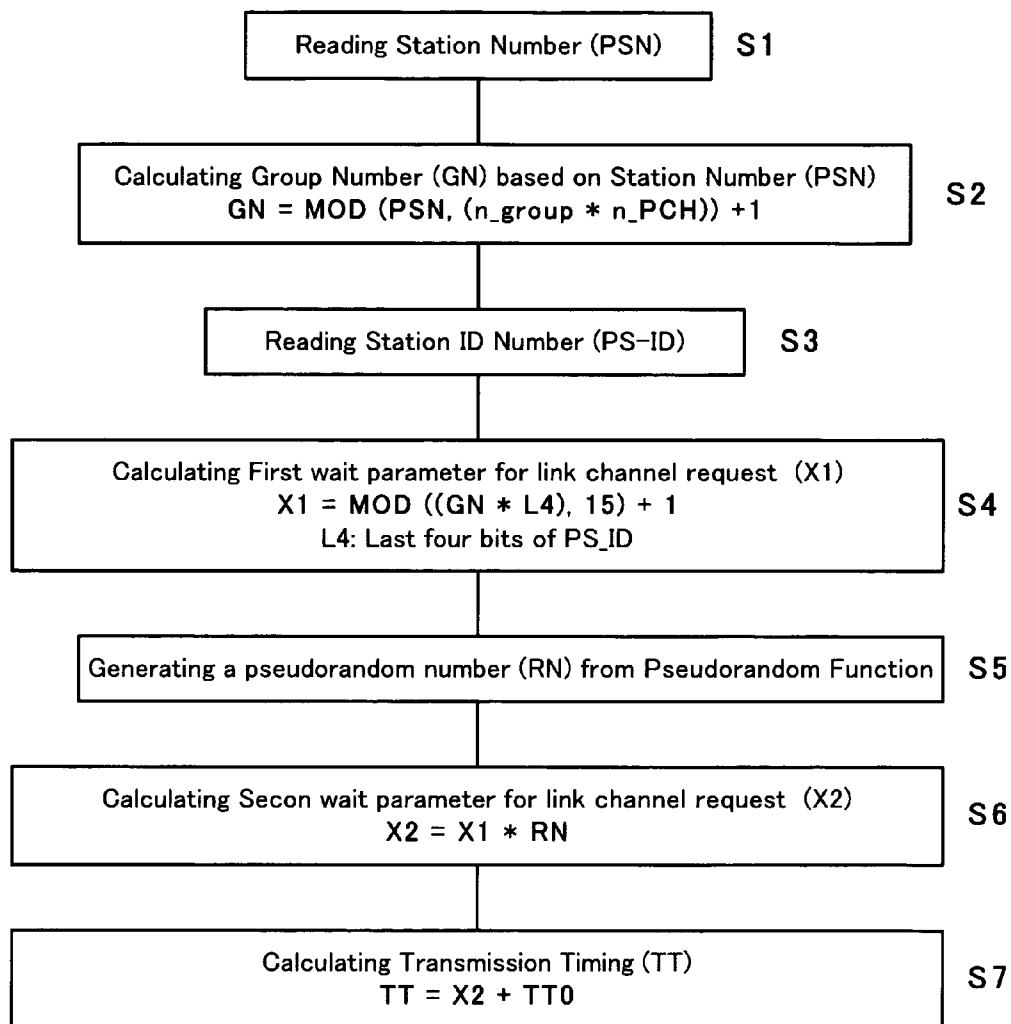 Reading Station Number (PSN) S1
Calculating Group Number (GN) based on Station Number (PSN)
GN = MOD (PSN, (n_group * n_PCH)) +1
S2
Reading Station ID Number (PS-ID) S3
Calculating First wait parameter for link channel request (X1)
X1 = MOD ((GN * L4), 15) + 1
L4: Last four bits of PS_ID
S4
Generating a pseudorandom number (RN) from Pseudorandom Function S5
Calculating Secon wait parameter for link channel request (X2)
X2 = X1 * RN
S6
Calculating Transmission Timing (TT)
TT = X2 + TT0
S7